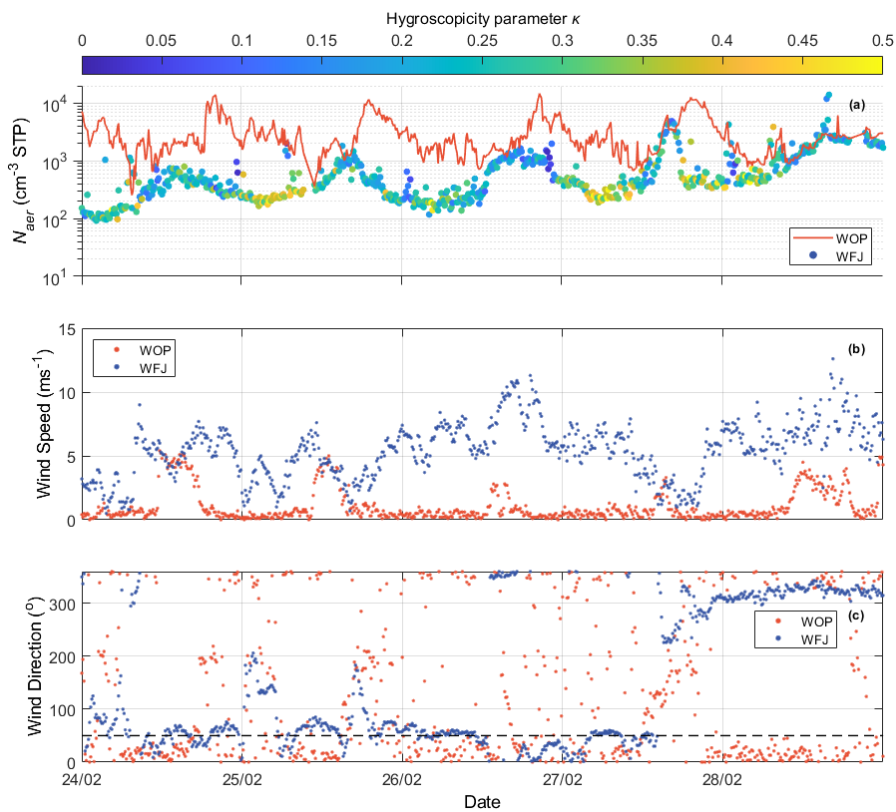 Hygroscopicity parameter κ
0 0.05 0.1 0.15 0.2 0.25 0.3 0.35 0.4 0.45 0.5
(a)
10⁴
10³
10²
10¹
N_aer (cm⁻³ STP)
WOP
WFJ
(b)
15
10
5
0
Wind Speed (ms⁻¹)
WOP
WFJ
(c)
300
200
100
0
Wind Direction (°)
WOP
WFJ
24/02 25/02 26/02 27/02 28/02
Date